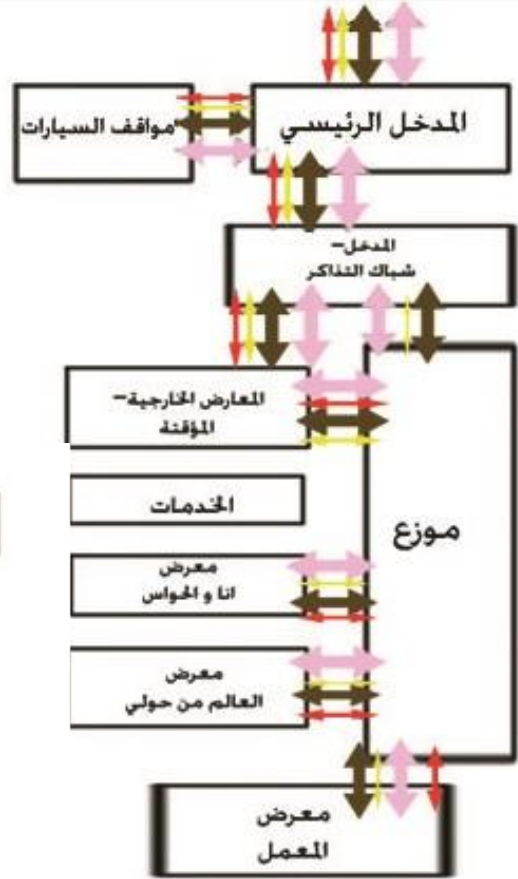 المدخل الرئيسي
مواقف السيارات
المدخل–
شباك التذاكر
المعارض الخارجية–
المؤقتة
موزع
الخدمات
معرض
انا و الحواس
معرض
العالم من حولي
معرض
المعمل